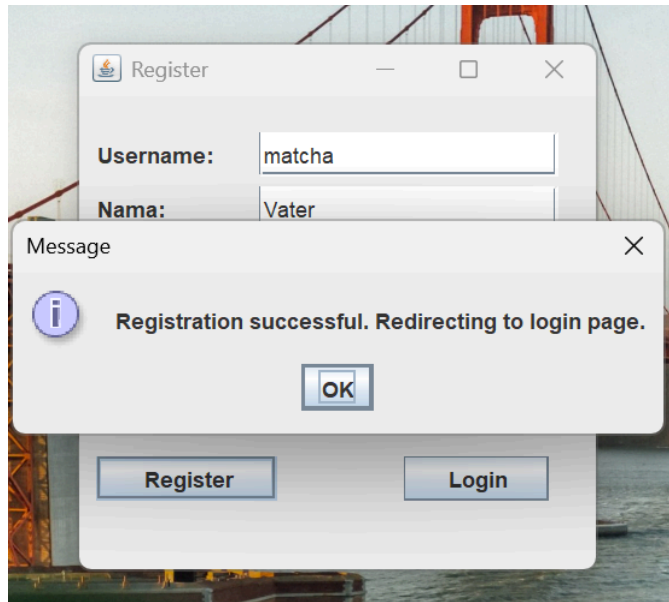 Register
Username: matcha
Nama: Vater
Message
Registration successful. Redirecting to login page.
OK
Register Login